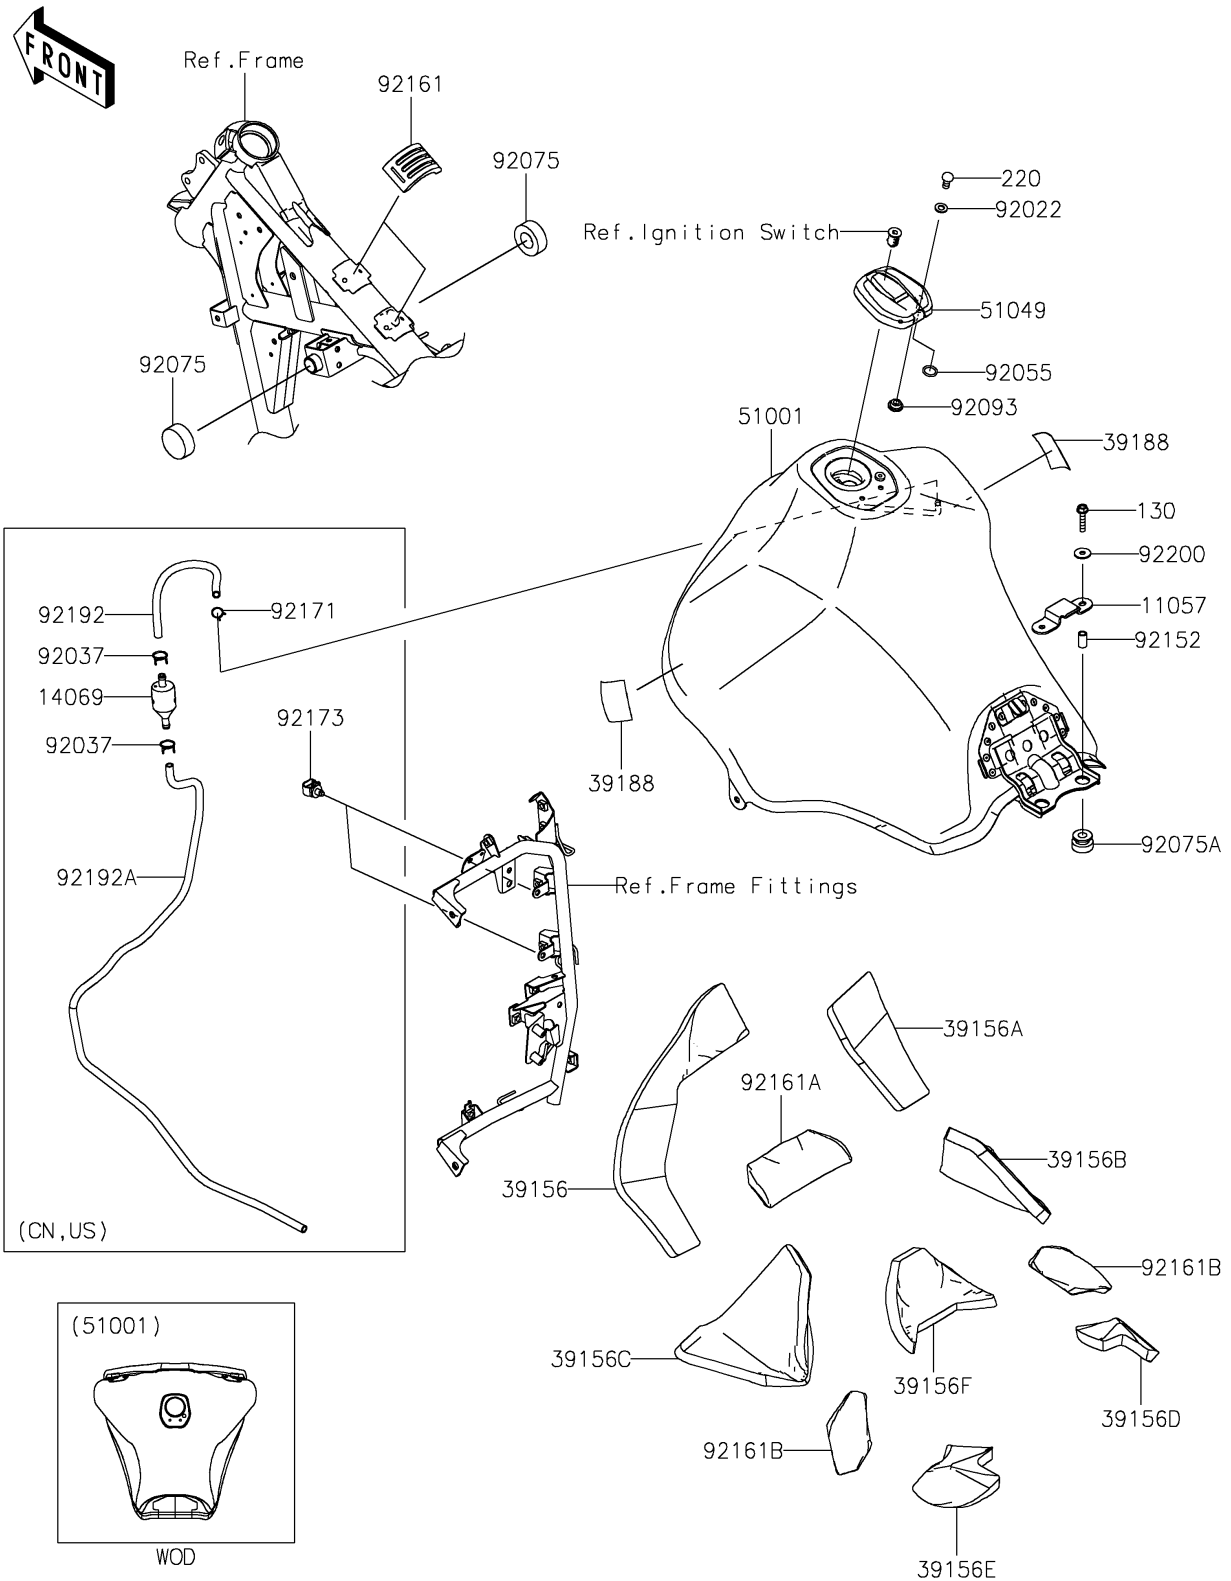 FRONT
Ref.Frame
92161
92075
220
92022
Ref.Ignition Switch
51049
92075
92055
92093
51001
39188
130
92200
92192
92171
11057
92152
92037
14069
92173
92037
39188
92075A
92192A
Ref.Frame Fittings
39156A
92161A
39156B
39156
(CN,US)
92161B
(51001)
39156C
39156F
39156D
92161B
WOD
39156E